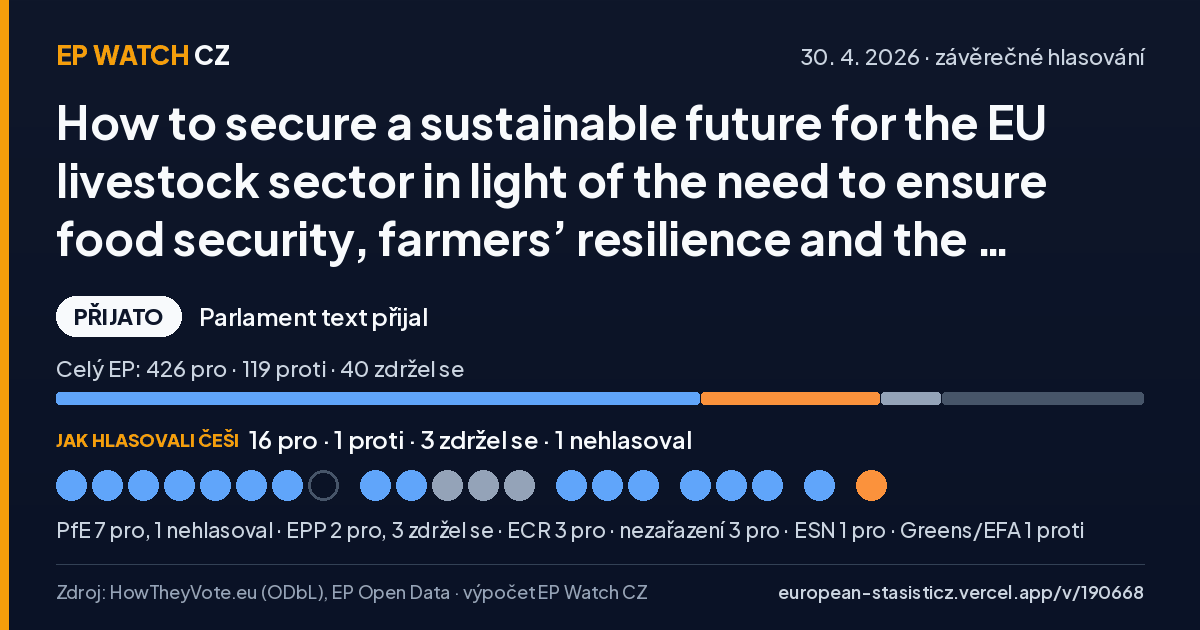 EP WATCH CZ
30. 4. 2026 · závěrečné hlasování
How to secure a sustainable future for the EU
livestock sector in light of the need to ensure
food security, farmers’ resilience and the …
PŘIJATO Parlament text přijal
Celý EP: 426 pro · 119 proti · 40 zdržel se
JAK HLASOVALI ČEŠI 16 pro · 1 proti · 3 zdržel se · 1 nehlasoval
PfE 7 pro, 1 nehlasoval · EPP 2 pro, 3 zdržel se · ECR 3 pro · nezařazení 3 pro · ESN 1 pro · Greens/EFA 1 proti
Zdroj: HowTheyVote.eu (ODbL), EP Open Data · výpočet EP Watch CZ
european-stasisticz.vercel.app/v/190668